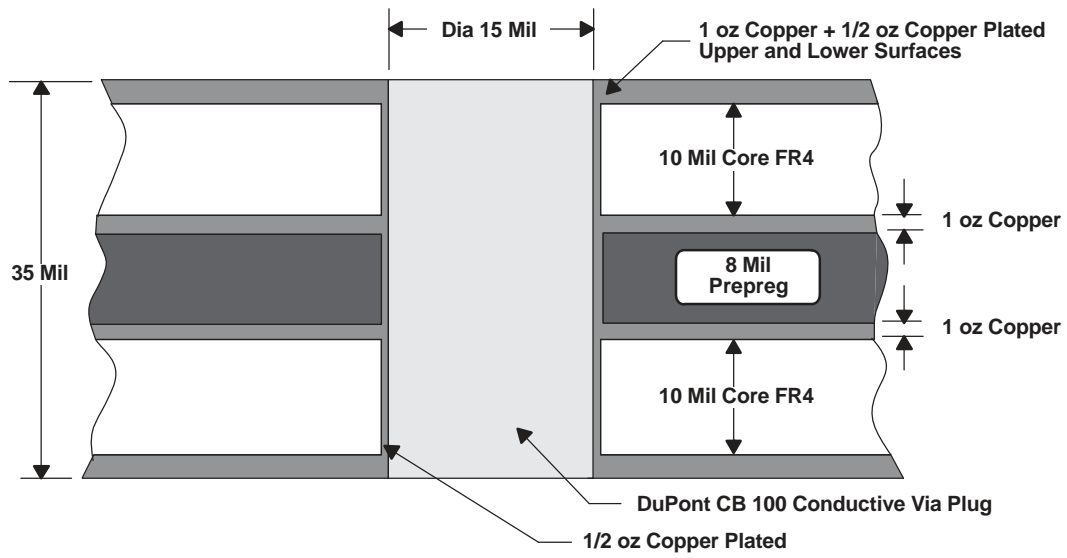 Dia 15 Mil
1 oz Copper + 1/2 oz Copper Plated
Upper and Lower Surfaces
10 Mil Core FR4
1 oz Copper
35 Mil
8 Mil
Prepreg
1 oz Copper
10 Mil Core FR4
DuPont CB 100 Conductive Via Plug
1/2 oz Copper Plated